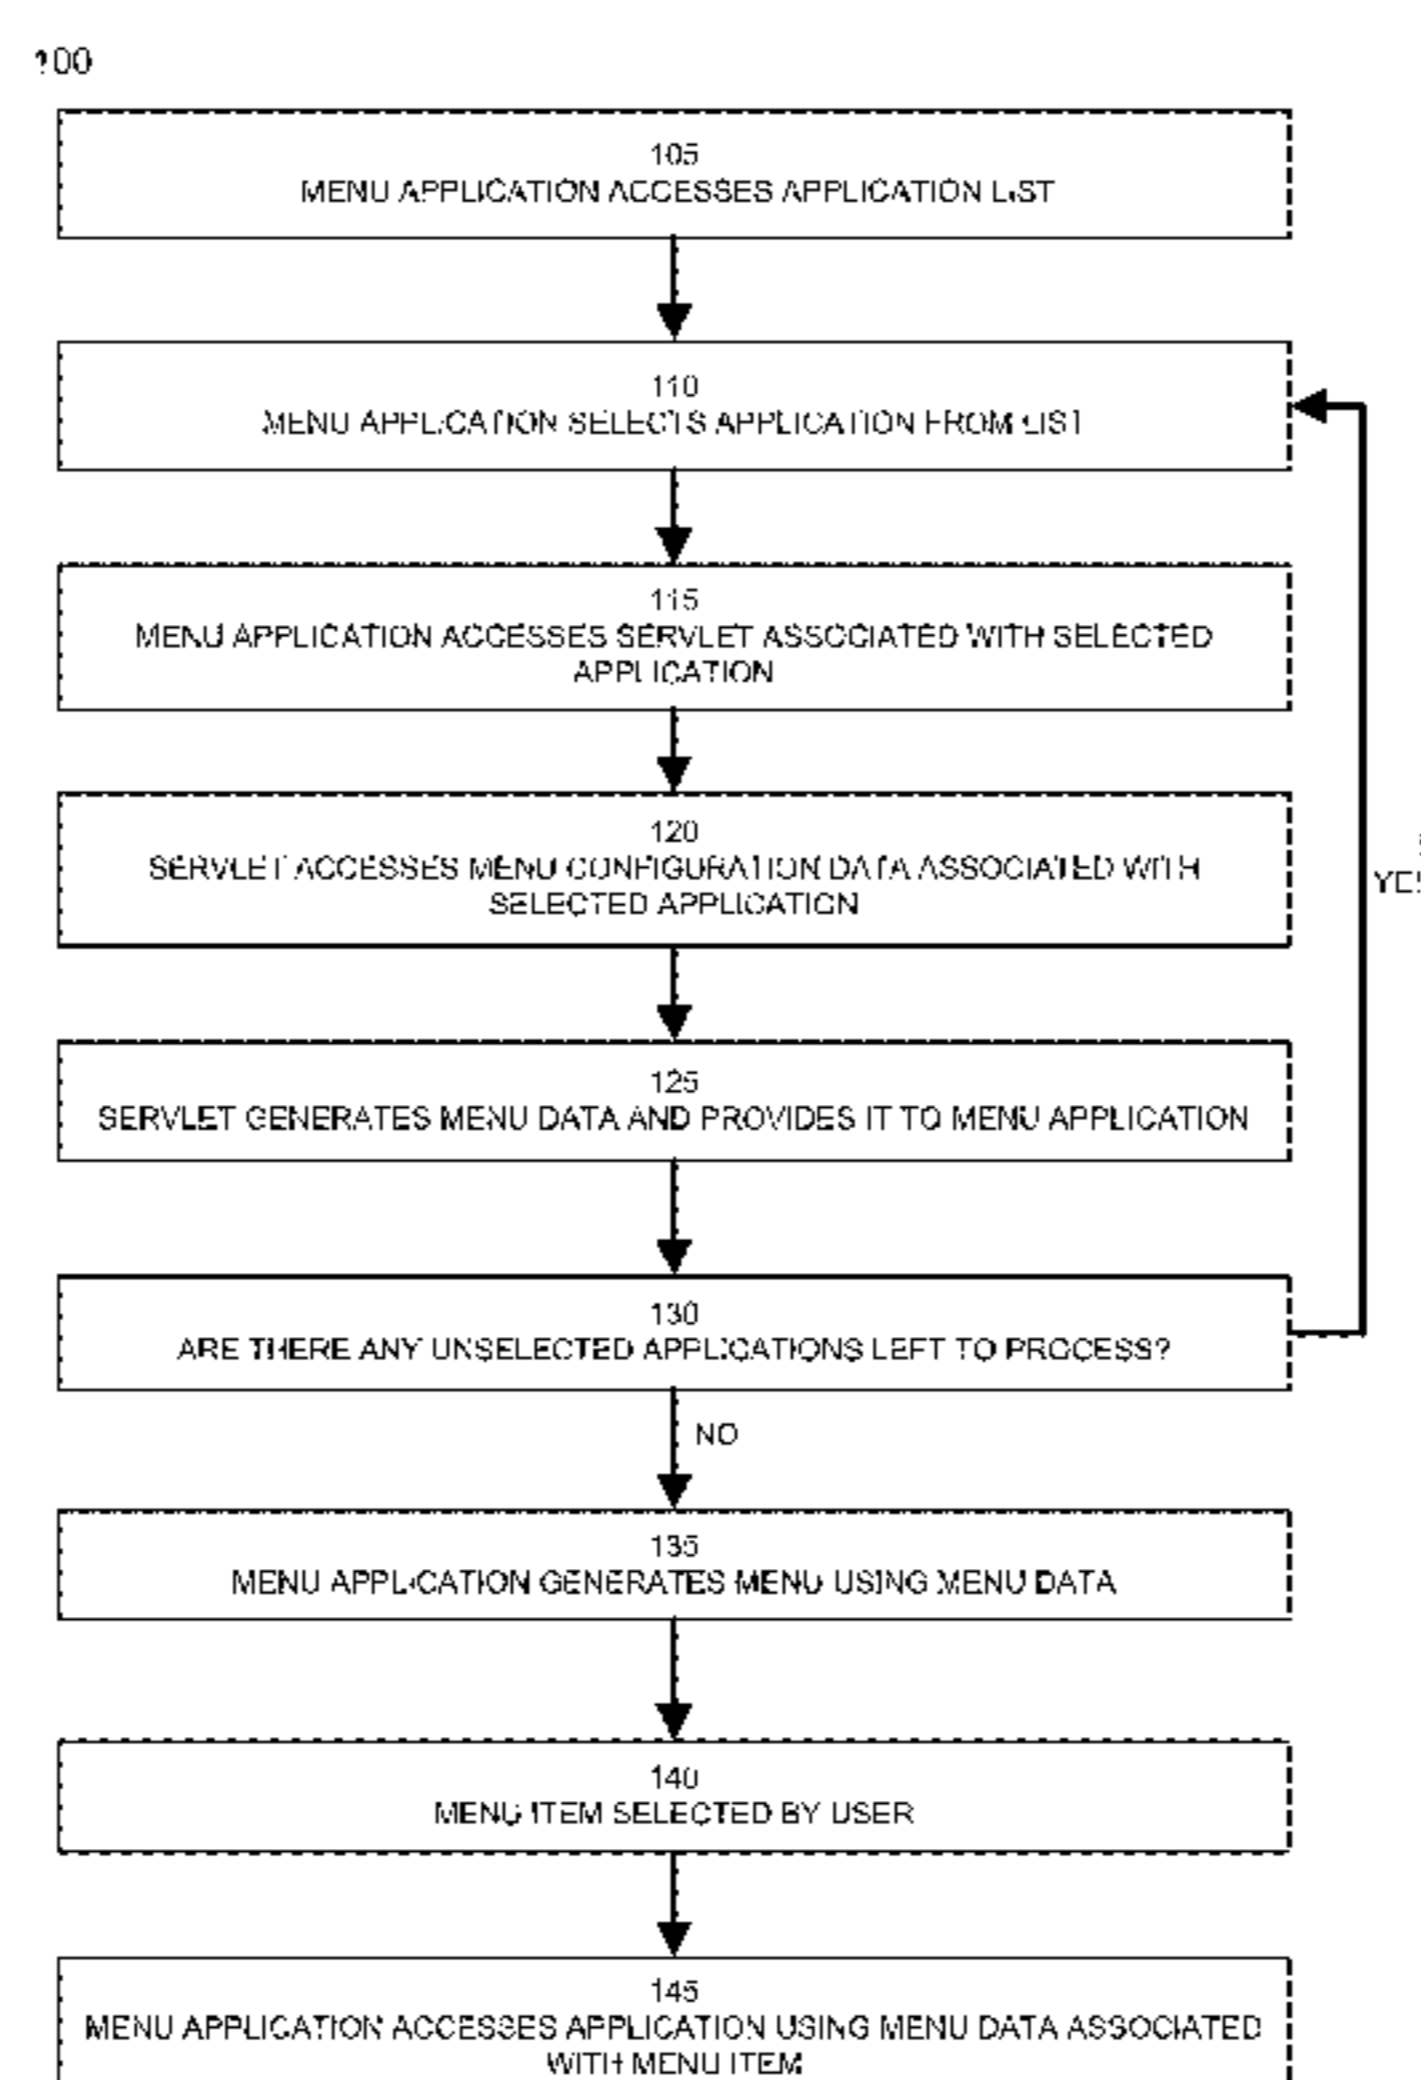 100
105
MENU APPLICATION ACCESSES APPLICATION LIST
110
MENU APPLICATION SELECTS APPLICATION FROM LIST
115
MENU APPLICATION ACCESSES SERVLET ASSOCIATED WITH SELECTED
APPLICATION
120
SERVLET ACCESSES MENU CONFIGURATION DATA ASSOCIATED WITH
SELECTED APPLICATION
YES
125
SERVLET GENERATES MENU DATA AND PROVIDES IT TO MENU APPLICATION
130
ARE THERE ANY UNSELECTED APPLICATIONS LEFT TO PROCESS?
NO
135
MENU APPLICATION GENERATES MENU USING MENU DATA
140
MENU ITEM SELECTED BY USER
145
MENU APPLICATION ACCESSES APPLICATION USING MENU DATA ASSOCIATED
WITH MENU ITEM